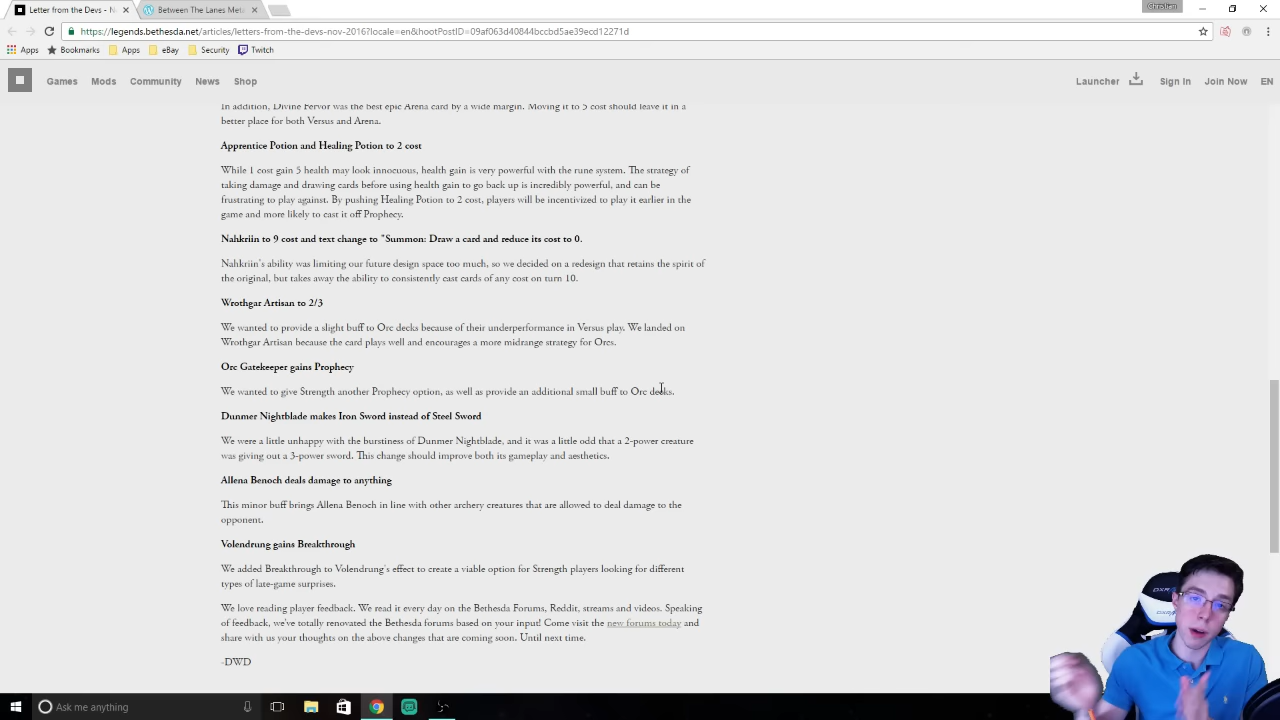 Letter from the Devs - N
Between The Lanes Meta
Christian
https://legends.bethesda.net/articles/letters-from-the-devs-nov-2016?locale=en&hootPostID=09af063d40844bccbd5ae39ecd12271d
Apps
Bookmarks
Apps
eBay
Security
Twitch
Games
Mods
Community
News
Shop
Launcher
Sign In
Join Now
EN
In addition, Divine Fervor was the best epic Arena card by a wide margin. Moving it to 5 cost should leave it in a
better place for both Versus and Arena.
Apprentice Potion and Healing Potion to 2 cost
While 1 cost gain 5 health may look innocuous, health gain is very powerful with the rune system. The strategy of
taking damage and drawing cards before using health gain to go back up is incredibly powerful, and can be
frustrating to play against. By pushing Healing Potion to 2 cost, players will be incentivized to play it earlier in the
game and more likely to cast it off Prophecy.
Nahkriin to 9 cost and text change to "Summon: Draw a card and reduce its cost to 0.
Nahkriin's ability was limiting our future design space too much, so we decided on a redesign that retains the spirit of
the original, but takes away the ability to consistently cast cards of any cost on turn 10.
Wrothgar Artisan to 2/3
We wanted to provide a slight buff to Orc decks because of their underperformance in Versus play. We landed on
Wrothgar Artisan because the card plays well and encourages a more midrange strategy for Orcs.
Orc Gatekeeper gains Prophecy
We wanted to give Strength another Prophecy option, as well as provide an additional small buff to Orc decks.
Dunmer Nightblade makes Iron Sword instead of Steel Sword
We were a little unhappy with the burstiness of Dunmer Nightblade, and it was a little odd that a 2-power creature
was giving out a 3-power sword. This change should improve both its gameplay and aesthetics.
Allena Benoch deals damage to anything
This minor buff brings Allena Benoch in line with other archery creatures that are allowed to deal damage to the
opponent.
Volendrung gains Breakthrough
We added Breakthrough to Volendrung's effect to create a viable option for Strength players looking for different
types of late-game surprises.
We love reading player feedback. We read it every day on the Bethesda Forums, Reddit, streams and videos. Speaking
of feedback, we've totally renovated the Bethesda forums based on your input! Come visit the new forums today and
share with us your thoughts on the above changes that are coming soon. Until next time.
-DWD
Ask me anything